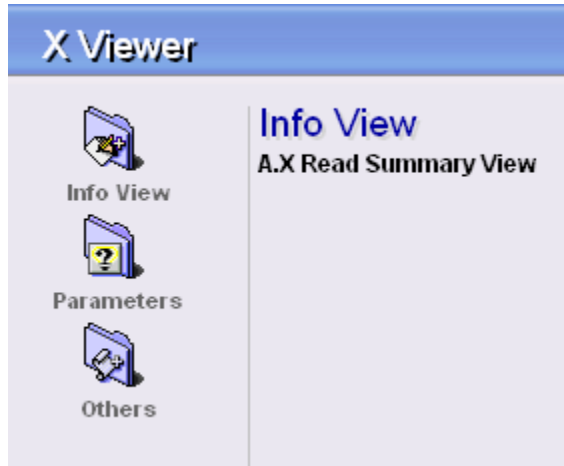 X Viewer
Info View
Parameters
Others
Info View
A.X Read Summary View